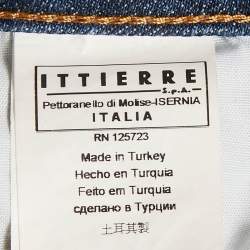 ITTIERRE
S.p.A.
Pettoranello di Molise-ISERNIA
ITALIA
RN 125723
Made in Turkey
Hecho en Turquia
Feito em Turquia
сделано в Турции
土耳其製